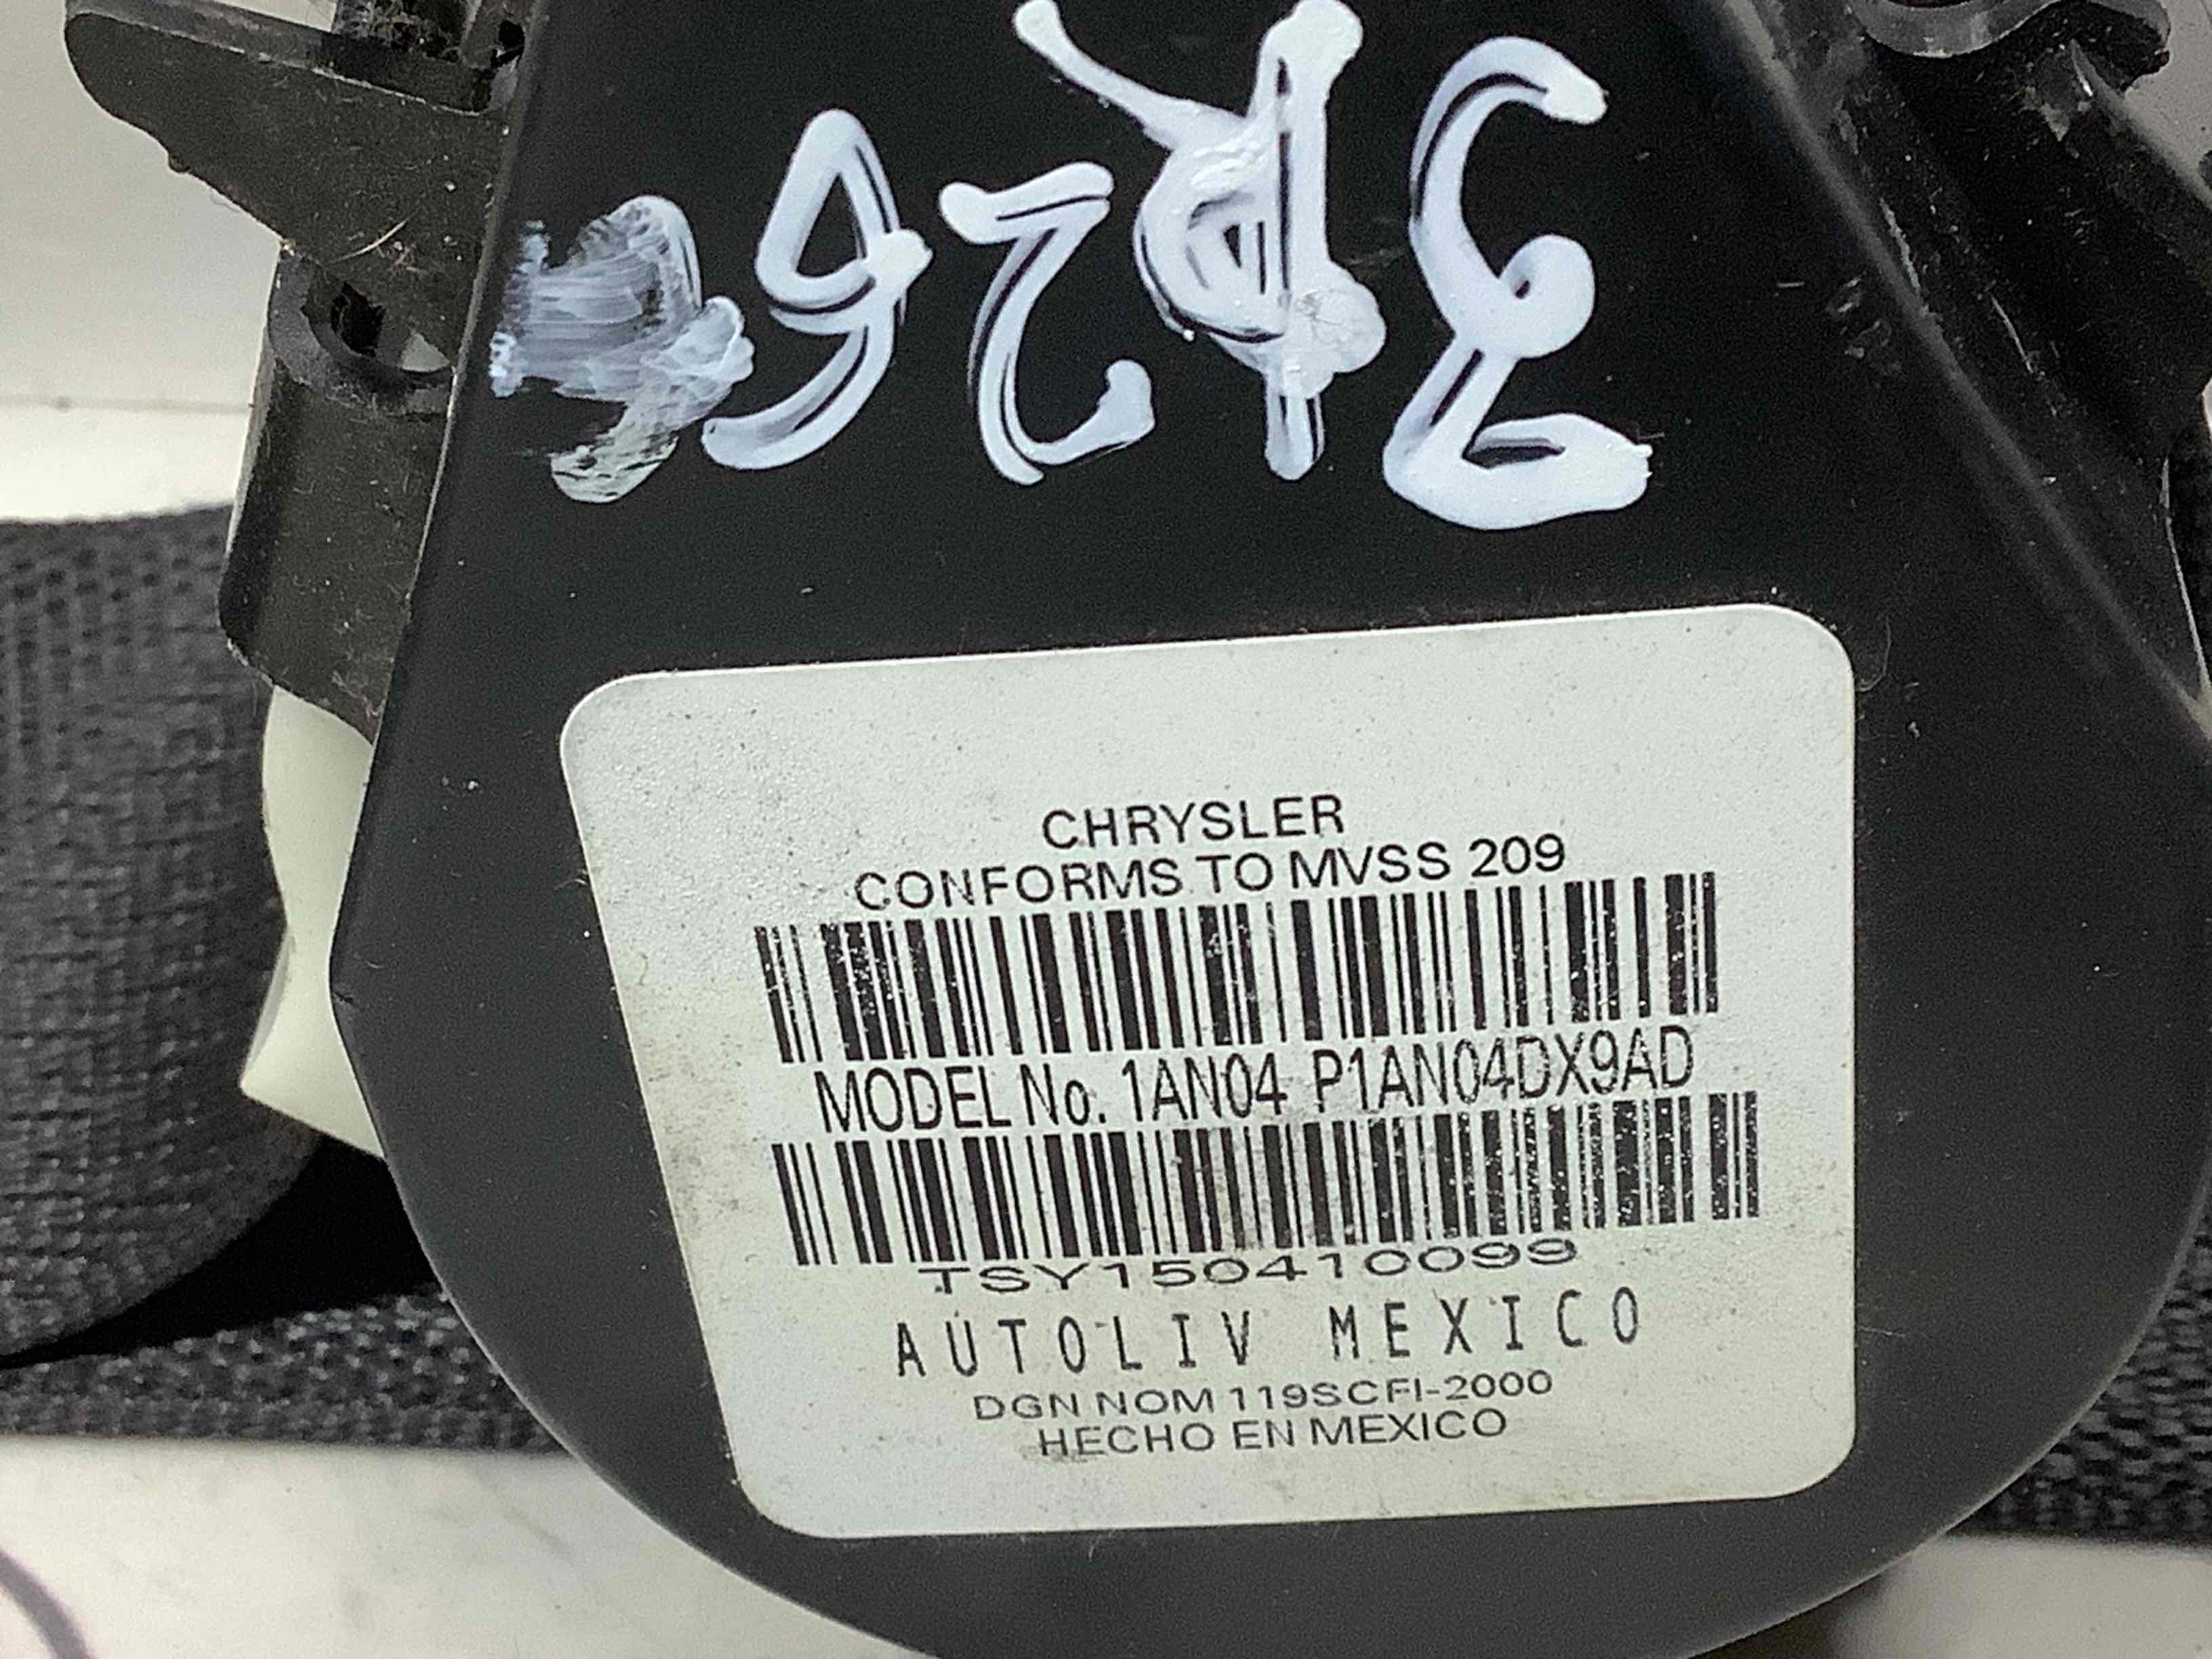 CHRYSLER
CONFORMS TO MVSS 209
MODEL No. 1AN04 P1AN04DX9AD
TSY150410099
AUTOLIV MEXICO
DGN NOM 119SCFI-2000
HECHO EN MEXICO